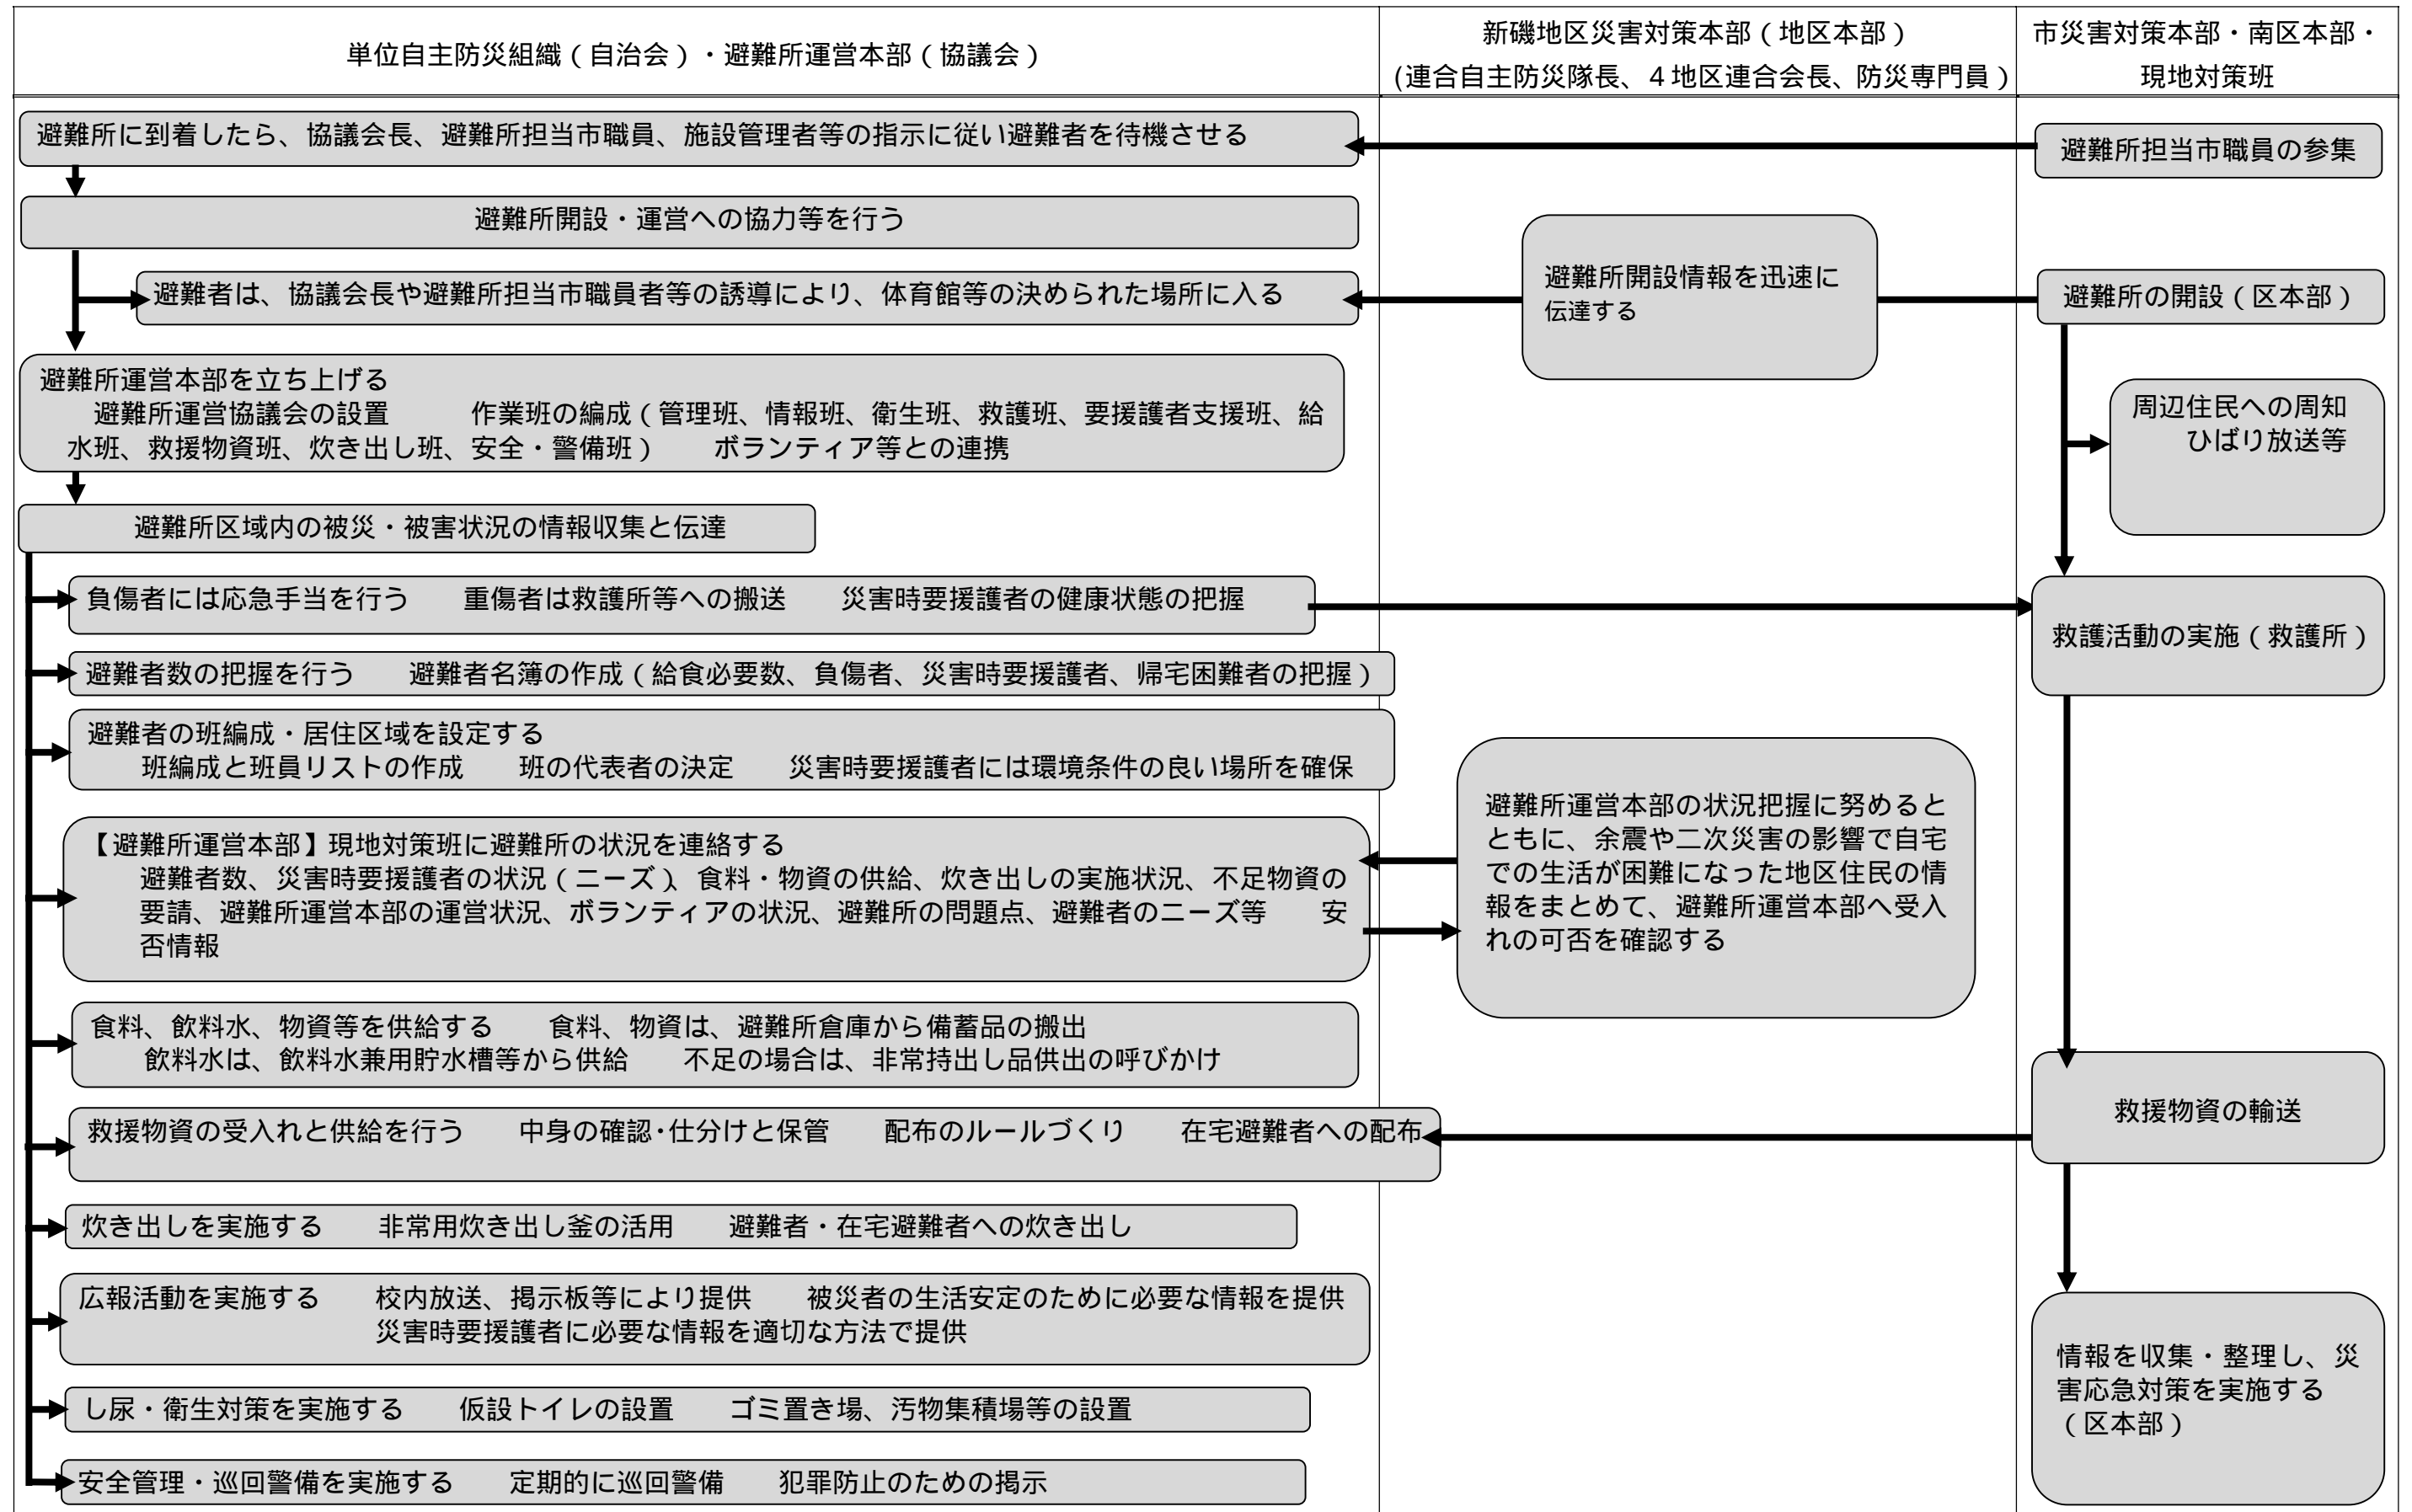 単位自主防災組織（自治会）・避難所運営本部（協議会）
新磯地区災害対策本部（地区本部）
(連合自主防災隊長、４地区連合会長、防災専門員）
市災害対策本部・南区本部・
現地対策班
避難所に到着したら、協議会長、避難所担当市職員、施設管理者等の指示に従い避難者を待機させる
避難所担当市職員の参集
避難所開設・運営への協力等を行う
避難者は、協議会長や避難所担当市職員者等の誘導により、体育館等の決められた場所に入る
避難所開設情報を迅速に
伝達する
避難所の開設（区本部）
避難所運営本部を立ち上げる
避難所運営協議会の設置　　作業班の編成（管理班、情報班、衛生班、救護班、要援護者支援班、給
水班、救援物資班、炊き出し班、安全・警備班）　　ボランティア等との連携
周辺住民への周知
ひばり放送等
避難所区域内の被災・被害状況の情報収集と伝達
負傷者には応急手当を行う　　重傷者は救護所等への搬送　　災害時要援護者の健康状態の把握
救護活動の実施（救護所）
避難者数の把握を行う　　避難者名簿の作成（給食必要数、負傷者、災害時要援護者、帰宅困難者の把握）
避難者の班編成・居住区域を設定する
班編成と班員リストの作成　　班の代表者の決定　　災害時要援護者には環境条件の良い場所を確保
【避難所運営本部】現地対策班に避難所の状況を連絡する
避難者数、災害時要援護者の状況（ニーズ）、食料・物資の供給、炊き出しの実施状況、不足物資の
要請、避難所運営本部の運営状況、ボランティアの状況、避難所の問題点、避難者のニーズ等　　安
否情報
避難所運営本部の状況把握に努めると
ともに、余震や二次災害の影響で自宅
での生活が困難になった地区住民の情
報をまとめて、避難所運営本部へ受入
れの可否を確認する
食料、飲料水、物資等を供給する　　食料、物資は、避難所倉庫から備蓄品の搬出
飲料水は、飲料水兼用貯水槽等から供給　　不足の場合は、非常持出し品供出の呼びかけ
救援物資の受入れと供給を行う　　中身の確認・仕分けと保管　　配布のルールづくり　　在宅避難者への配布
救援物資の輸送
炊き出しを実施する　　非常用炊き出し釜の活用　　避難者・在宅避難者への炊き出し
広報活動を実施する　　校内放送、掲示板等により提供　　被災者の生活安定のために必要な情報を提供
災害時要援護者に必要な情報を適切な方法で提供
情報を収集・整理し、災
害応急対策を実施する
（区本部）
し尿・衛生対策を実施する　　仮設トイレの設置　　ゴミ置き場、汚物集積場等の設置
安全管理・巡回警備を実施する　　定期的に巡回警備　　犯罪防止のための掲示